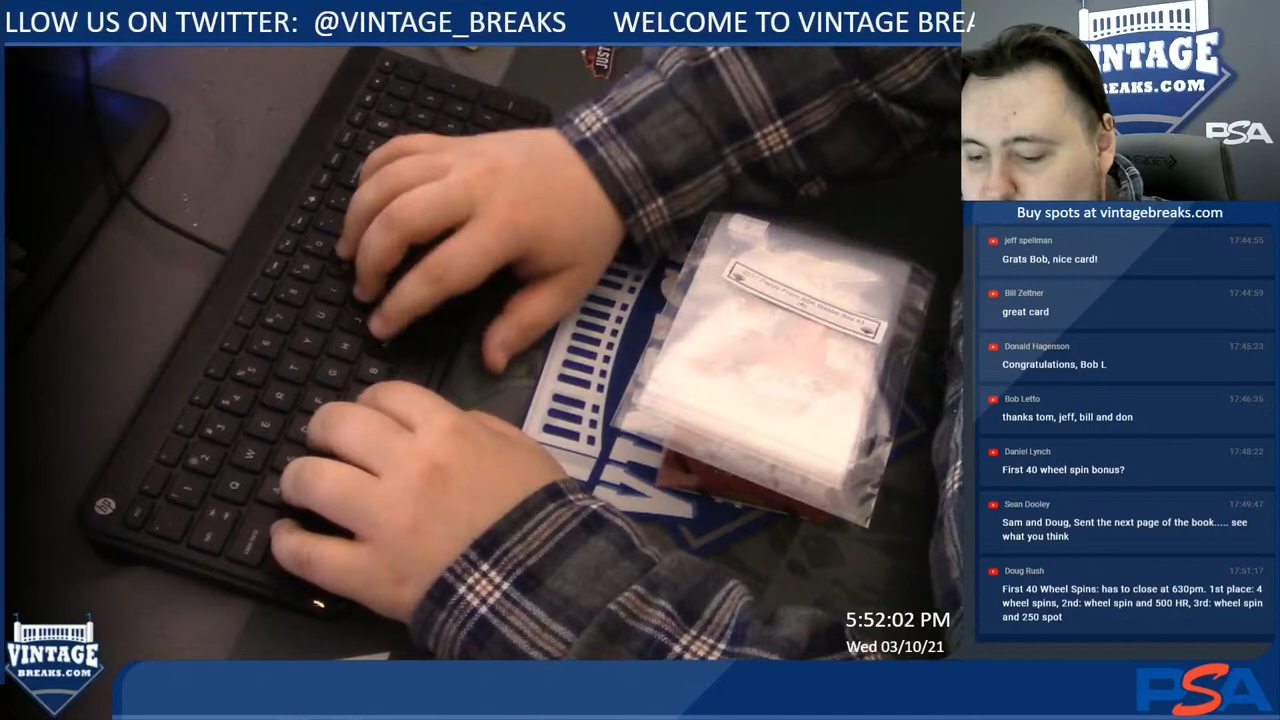 LLOW US ON TWITTER: @VINTAGE_BREAKS WELCOME TO VINTAGE BREA
JUST
VINTAGE
BREAKS.COM
PSA
Buy spots at vintagebreaks.com
jeff spellman 17:44:55
Grats Bob, nice card!
Bill Zeltner 17:44:59
great card
Donald Hagenson 17:45:23
Congratulations, Bob L
Bob Letto 17:46:36
thanks tom, jeff, bill and don
Daniel Lynch 17:48:22
First 40 wheel spin bonus?
Sean Dooley 17:49:47
Sam and Doug, Sent the next page of the book..... see
what you think
Doug Rush 17:51:17
First 40 Wheel Spins: has to close at 630pm. 1st place: 4
wheel spins, 2nd: wheel spin and 500 HR, 3rd: wheel spin
and 250 spot
hp
5:52:02 PM
Wed 03/10/21
VINTAGE
BREAKS.COM
PSA